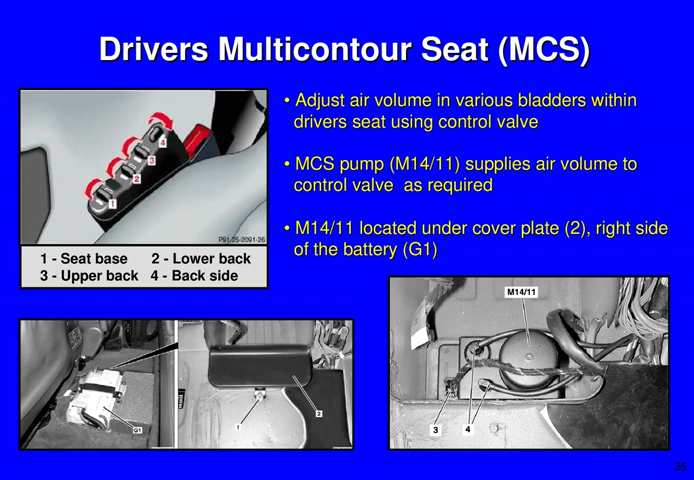 Drivers Multicontour Seat (MCS)
• Adjust air volume in various bladders within
drivers seat using control valve
• MCS pump (M14/11) supplies air volume to
control valve as required
• M14/11 located under cover plate (2), right side
of the battery (G1)
4
3
2
1
P91.25-2091-26
1 - Seat base 2 - Lower back
3 - Upper back 4 - Back side
G1
1
2
M14/11
3
4
35